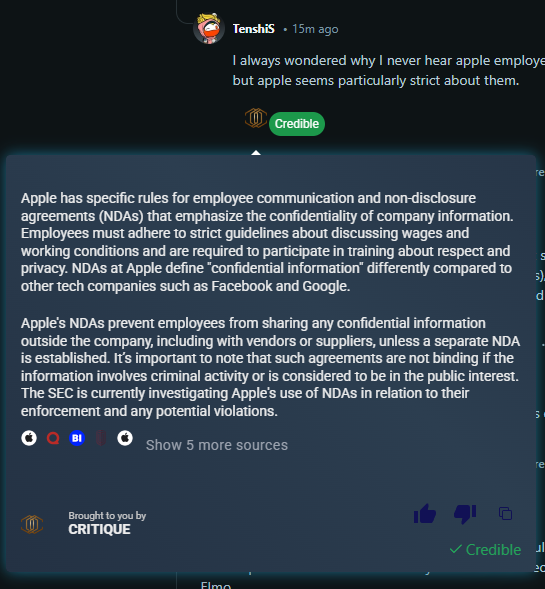 TenshiS • 15m ago
I always wondered why I never hear apple employe
but apple seems particularly strict about them.
Credible
Apple has specific rules for employee communication and non-disclosure
agreements (NDAs) that emphasize the confidentiality of company information.
Employees must adhere to strict guidelines about discussing wages and
working conditions and are required to participate in training about respect and
privacy. NDAs at Apple define "confidential information" differently compared to
other tech companies such as Facebook and Google.
Apple's NDAs prevent employees from sharing any confidential information
outside the company, including with vendors or suppliers, unless a separate NDA
is established. It's important to note that such agreements are not binding if the
information involves criminal activity or is considered to be in the public interest.
The SEC is currently investigating Apple's use of NDAs in relation to their
enforcement and any potential violations.
BI
Show 5 more sources
Brought to you by
CRITIQUE
Credible
Elmo